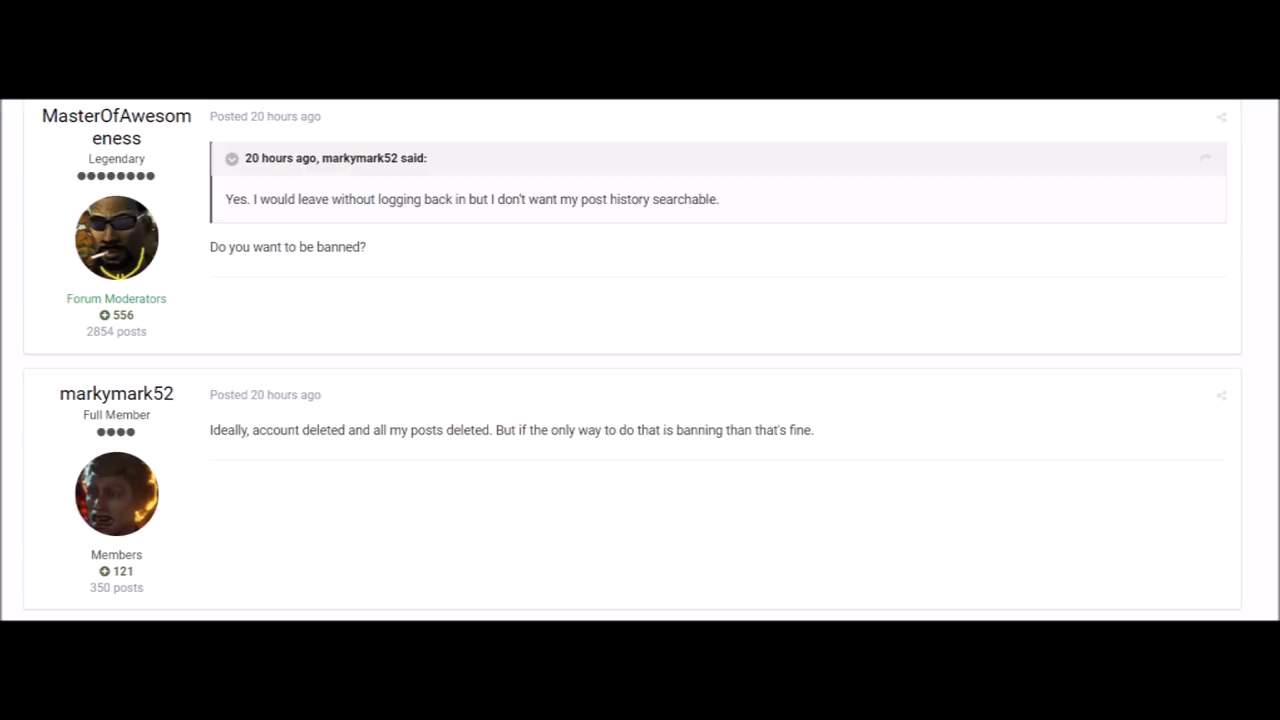 MasterOfAwesom
eness
Legendary
Forum Moderators
556
2854 posts
Posted 20 hours ago
20 hours ago, markymark52 said:
Yes. I would leave without logging back in but I don't want my post history searchable.
Do you want to be banned?
markymark52
Full Member
Members
121
350 posts
Posted 20 hours ago
Ideally, account deleted and all my posts deleted. But if the only way to do that is banning than that's fine.